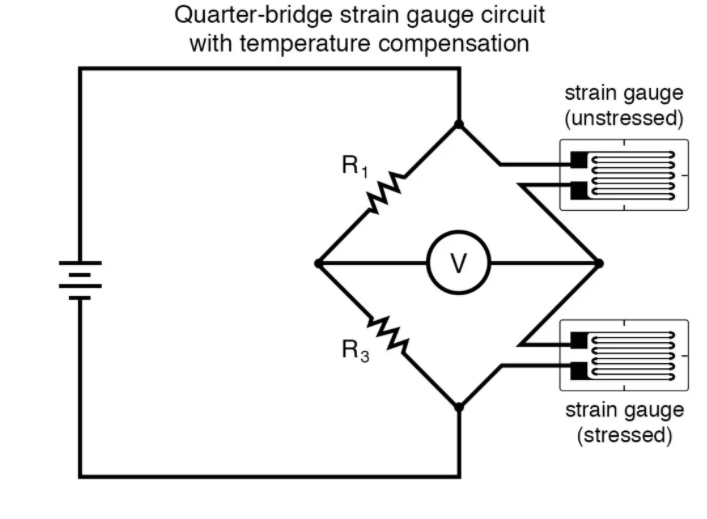 Quarter-bridge strain gauge circuit
with temperature compensation
strain gauge
(unstressed)
R1
V
R3
strain gauge
(stressed)